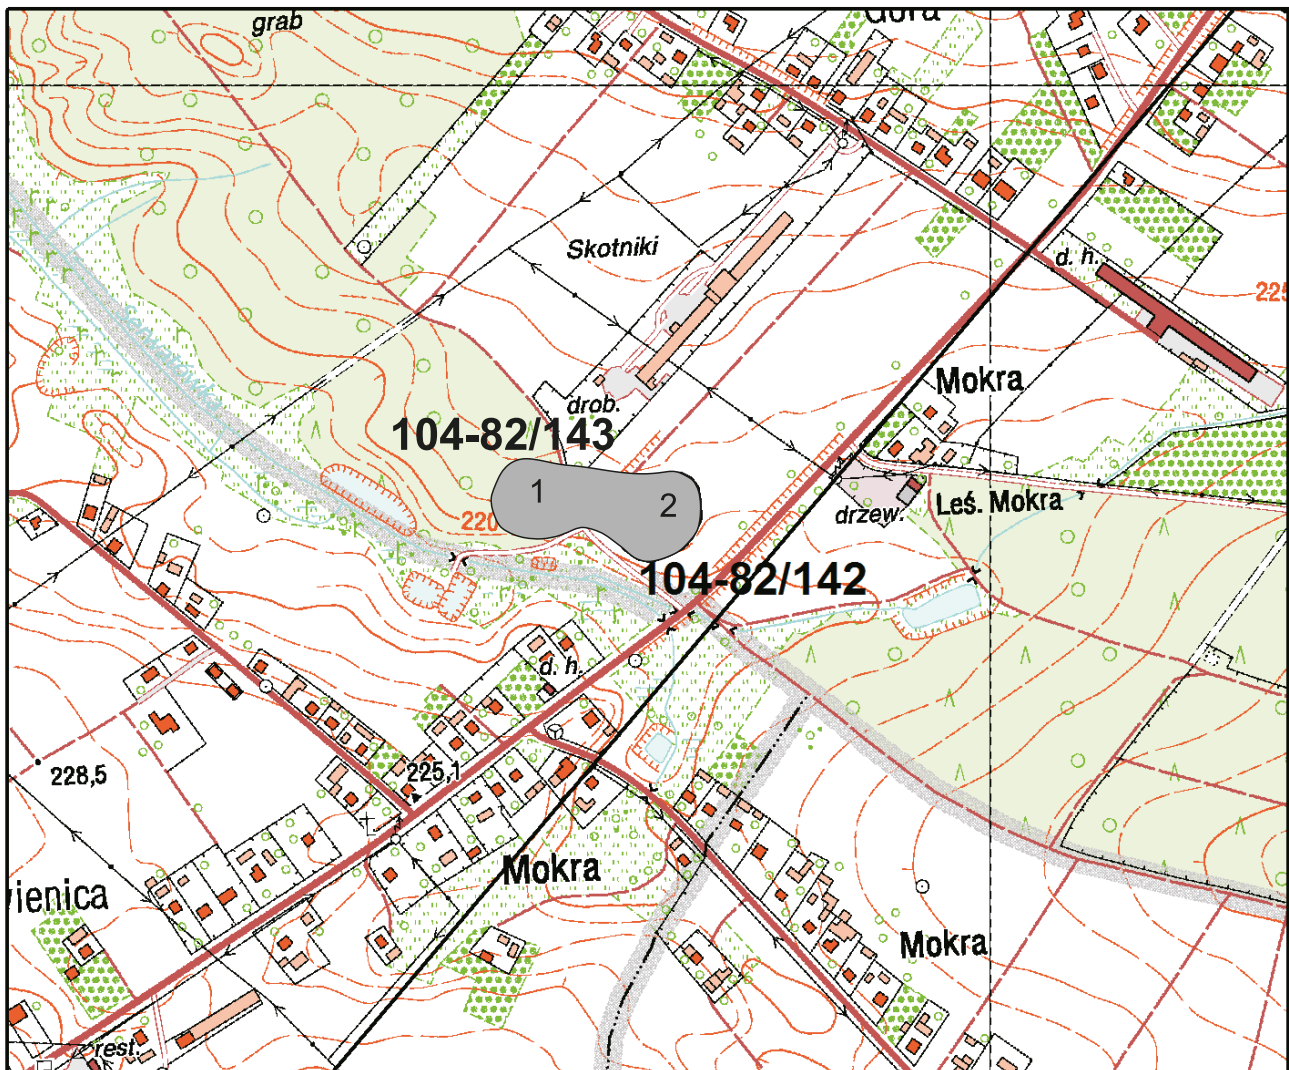 grab
Góra
Skotniki
d. h.
225
Mokra
drob.
104-82/143
1
2
220
drzew.
Leś. Mokra
104-82/142
d. h.
228,5
225,1
Mokra
ienica
Mokra
rest.